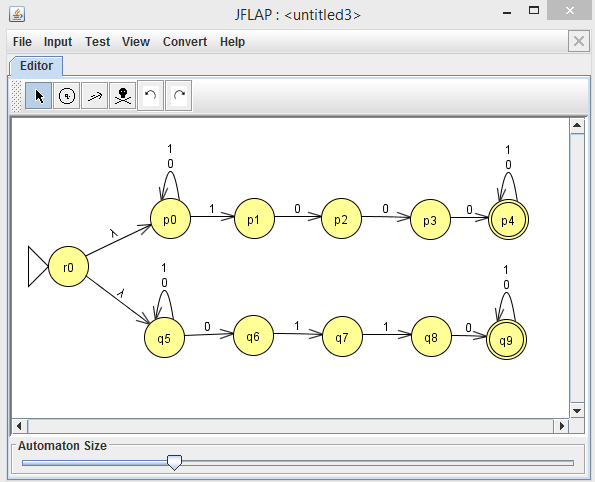 JFLAP : <untitled3>
File Input Test View Convert Help
Editor
1 1
0 0
p0 1 p1 0 p2 0 p3 0 p4
λ
r0
λ
1 1
0 0
q5 0 q6 1 q7 1 q8 0 q9
Automaton Size